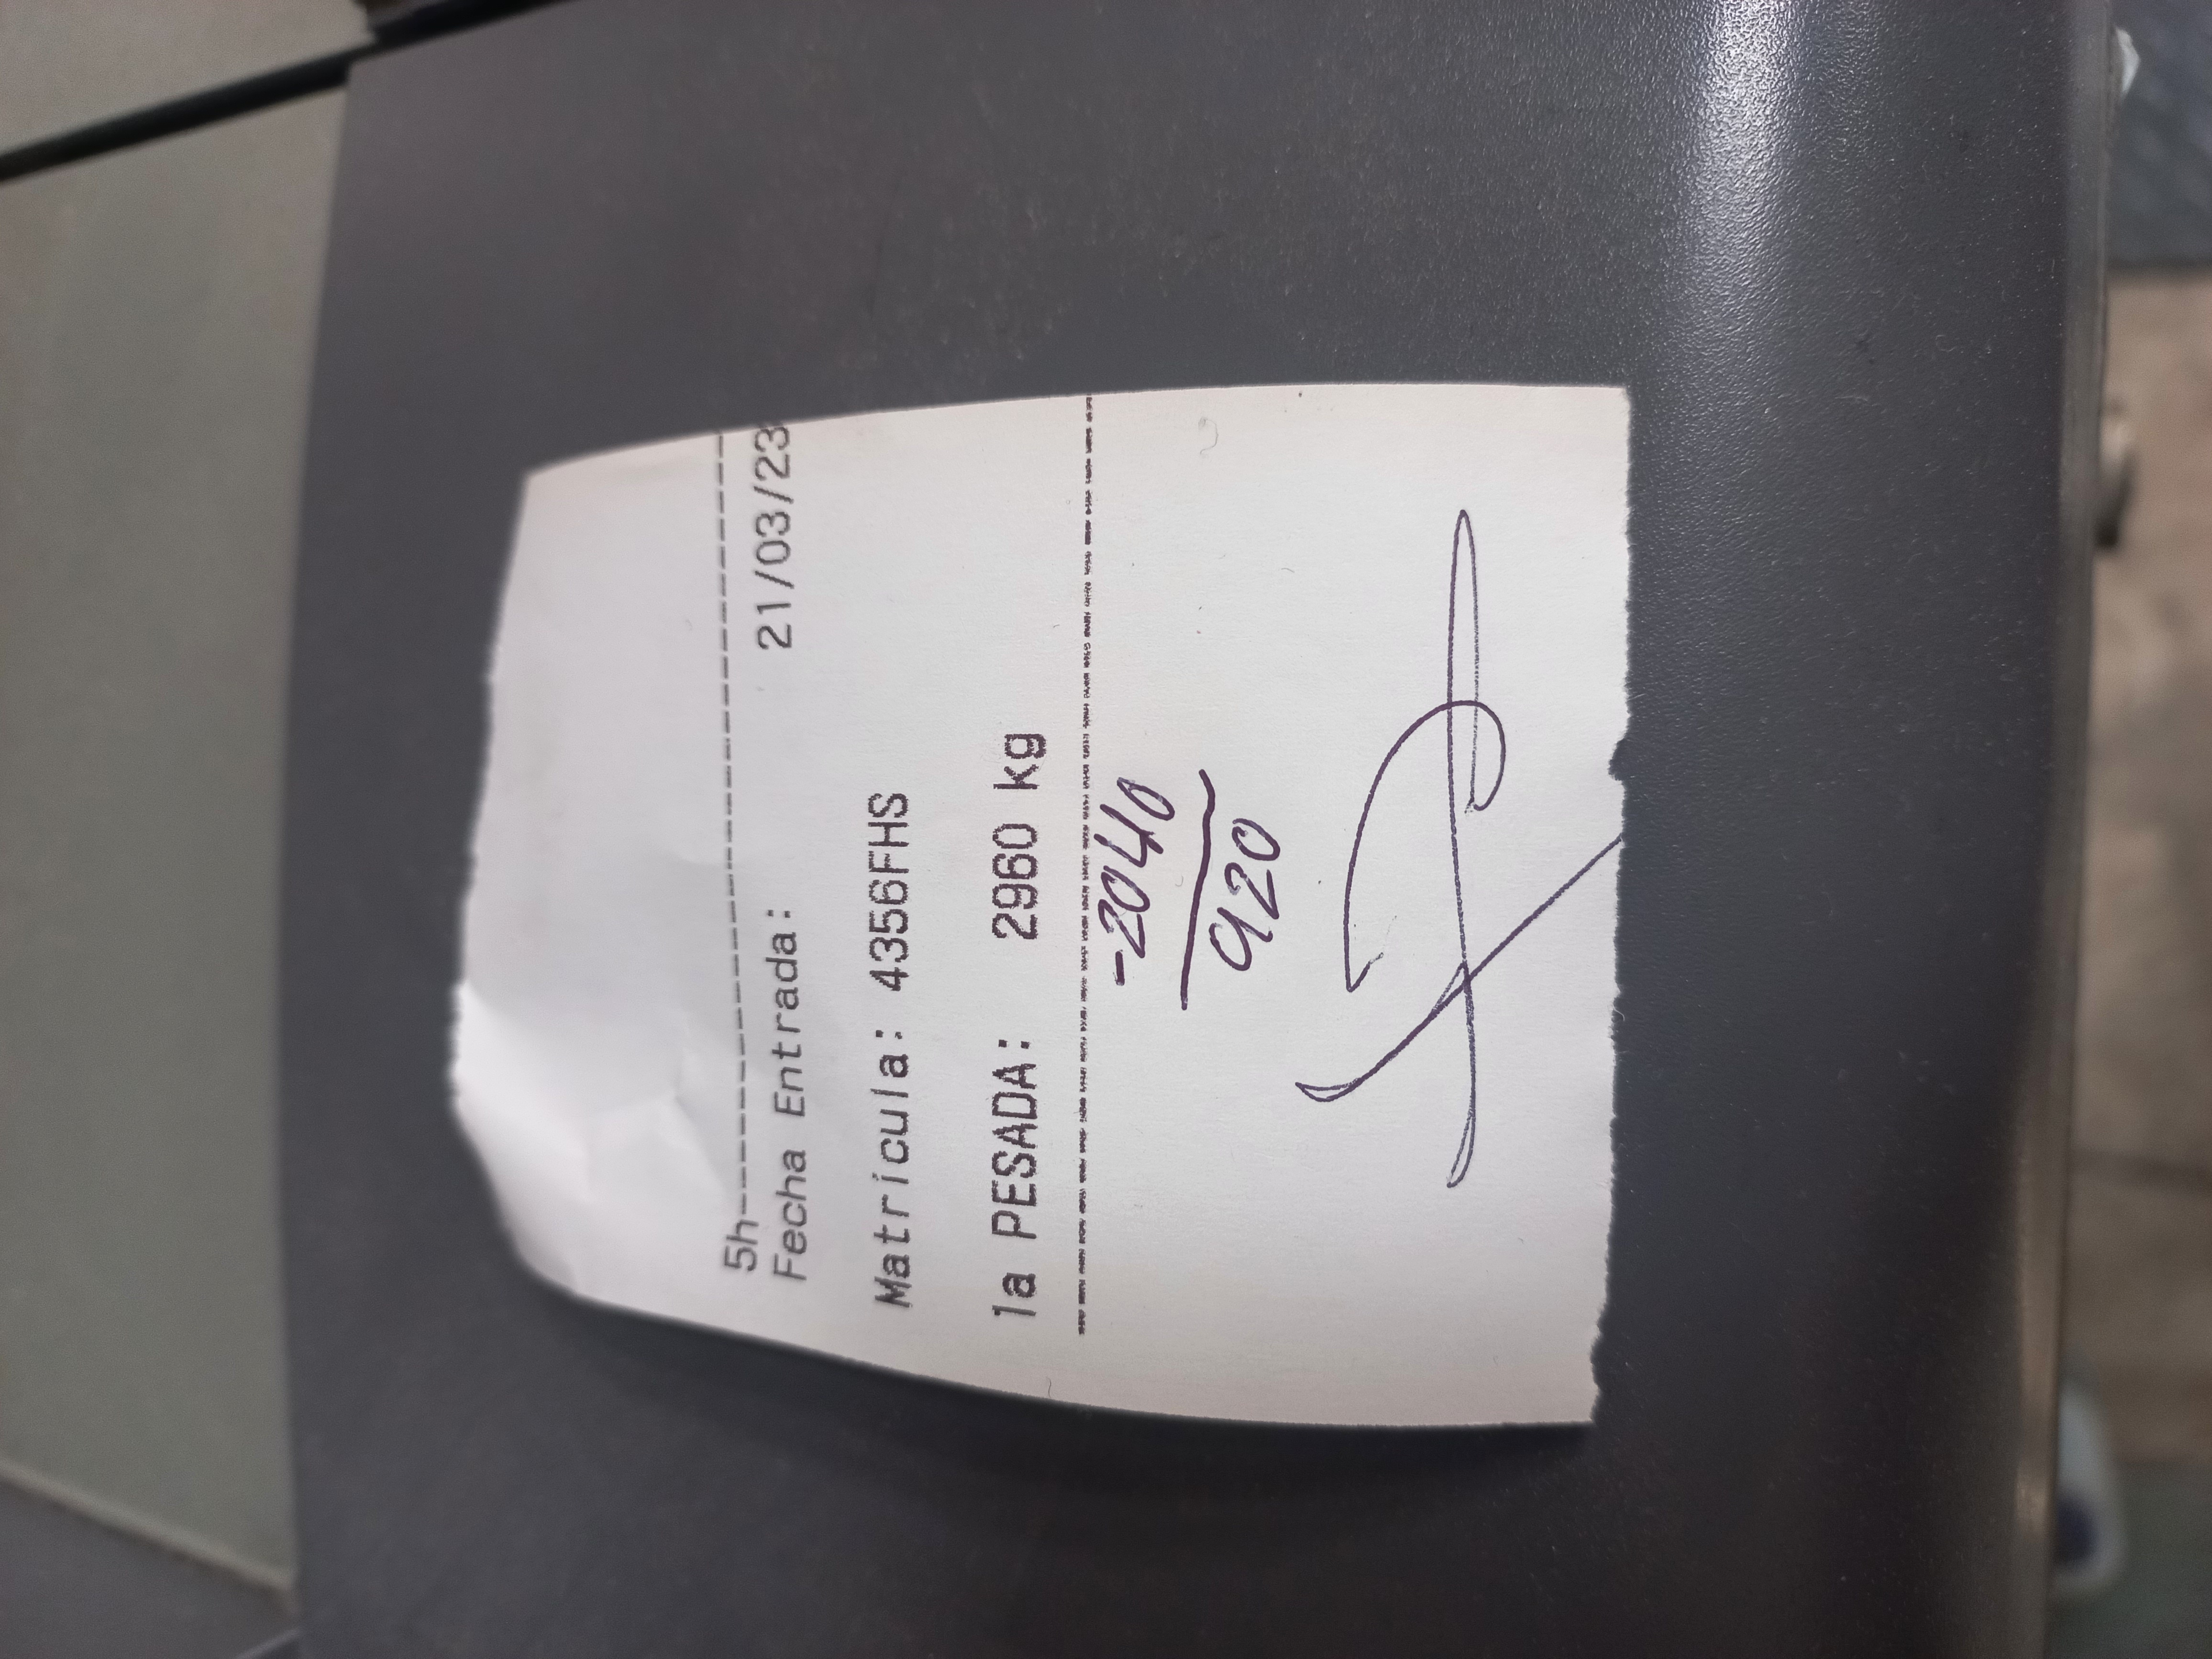 5h------------------------------
Fecha Entrada: 21/03/23
Matrícula: 4356FHS
1a PESADA: 2960 kg
-2040
920